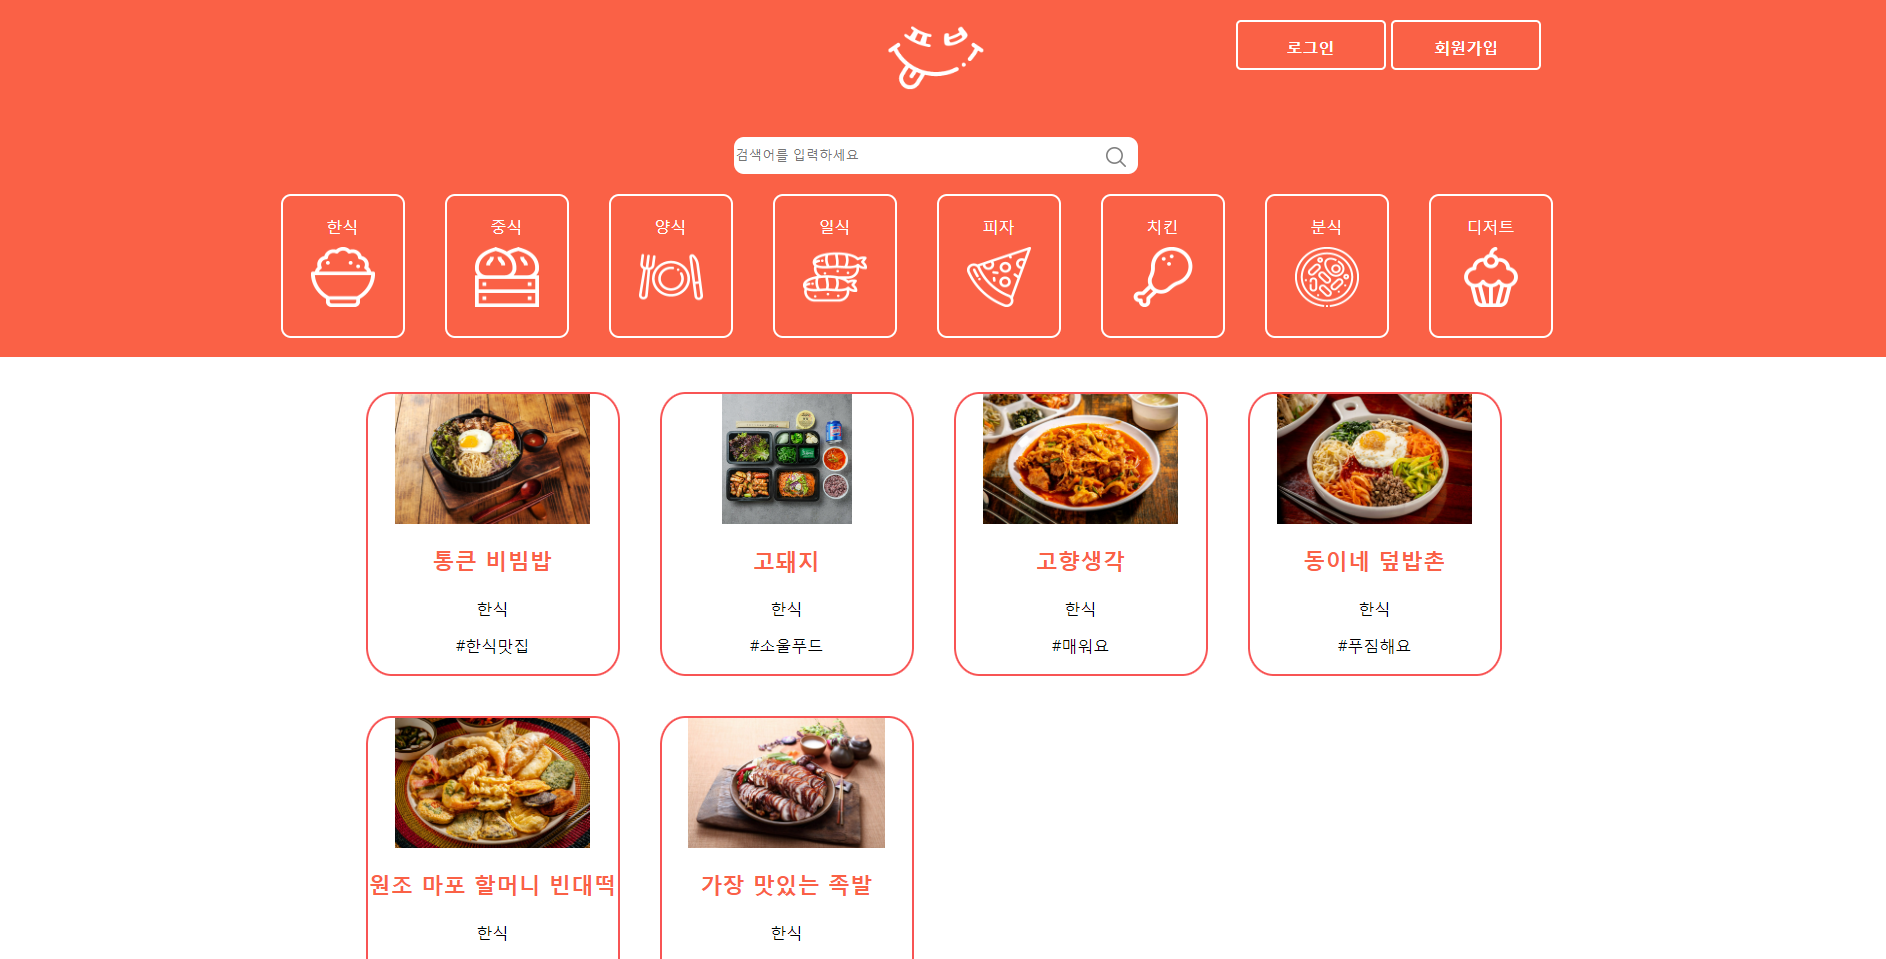 프넙
로그인
회원가입
검색어를 입력하세요
한식
중식
양식
일식
피자
치킨
분식
디저트
통큰 비빔밥
한식
#한식맛집
고돼지
한식
#소울푸드
고향생각
한식
#매워요
동이네 덮밥촌
한식
#푸짐해요
원조 마포 할머니 빈대떡
한식
가장 맛있는 족발
한식